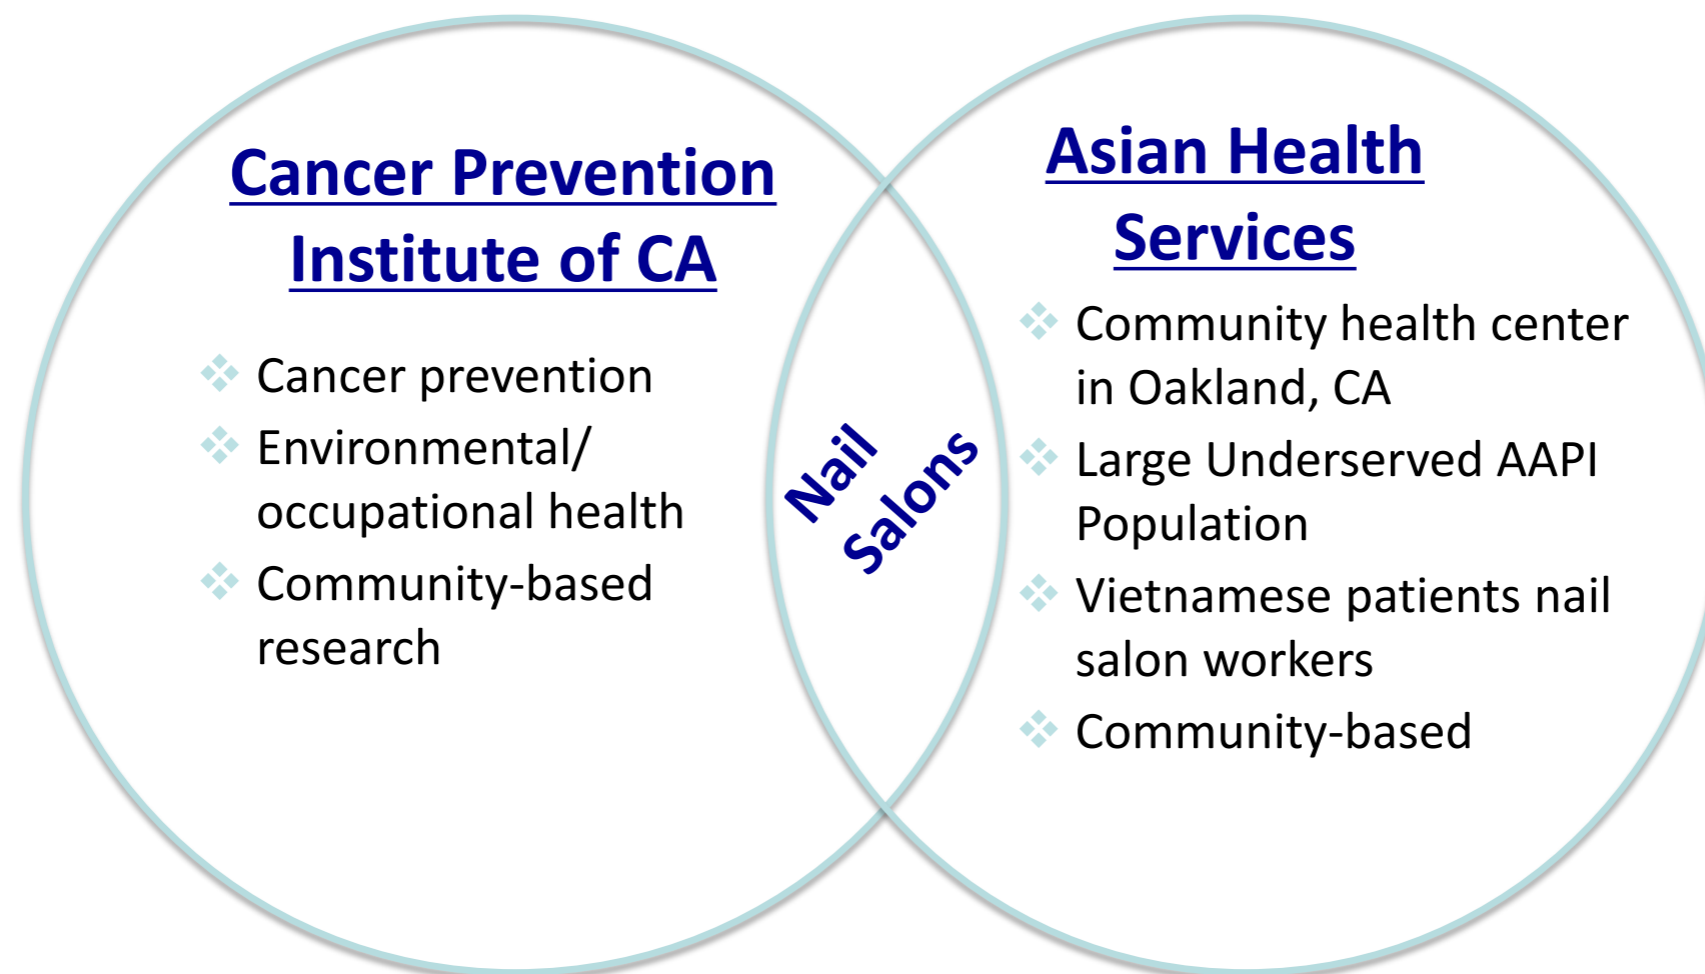 Cancer Prevention
Institute of CA
❖ Cancer prevention
❖ Environmental/
occupational health
❖ Community-based
research
Nail
Salons
Asian Health
Services
❖ Community health center
in Oakland, CA
❖ Large Underserved AAPI
Population
❖ Vietnamese patients nail
salon workers
❖ Community-based